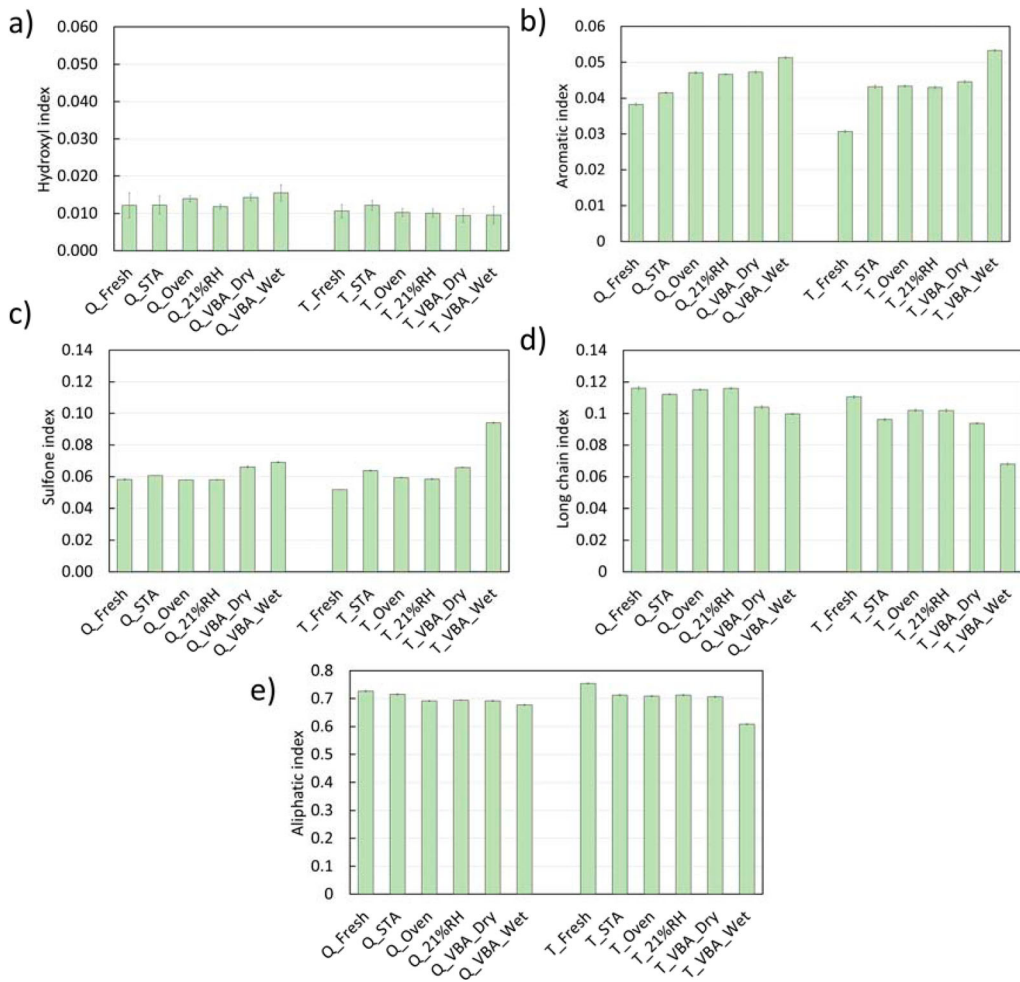 a)
Hydroxyl index
0.060
0.050
0.040
0.030
0.020
0.010
0.000
Q_Fresh
Q_STA
Q_Oven
Q_21%RH
Q_VBA_Dry
Q_VBA_Wet
T_Fresh
T_STA
T_Oven
T_21%RH
T_VBA_Dry
T_VBA_Wet
b)
Aromatic index
0.06
0.05
0.04
0.03
0.02
0.01
0
Q_Fresh
Q_STA
Q_Oven
Q_21%RH
Q_VBA_Dry
Q_VBA_Wet
T_Fresh
T_STA
T_Oven
T_21%RH
T_VBA_Dry
T_VBA_Wet
c)
Sulfone index
0.14
0.12
0.10
0.08
0.06
0.04
0.02
0.00
Q_Fresh
Q_STA
Q_Oven
Q_21%RH
Q_VBA_Dry
Q_VBA_Wet
T_Fresh
T_STA
T_Oven
T_21%RH
T_VBA_Dry
T_VBA_Wet
d)
Long chain index
0.14
0.12
0.1
0.08
0.06
0.04
0.02
0
Q_Fresh
Q_STA
Q_Oven
Q_21%RH
Q_VBA_Dry
Q_VBA_Wet
T_Fresh
T_STA
T_Oven
T_21%RH
T_VBA_Dry
T_VBA_Wet
e)
Aliphatic index
0.8
0.7
0.6
0.5
0.4
0.3
0.2
0.1
0
Q_Fresh
Q_STA
Q_Oven
Q_21%RH
Q_VBA_Dry
Q_VBA_Wet
T_Fresh
T_STA
T_Oven
T_21%RH
T_VBA_Dry
T_VBA_Wet